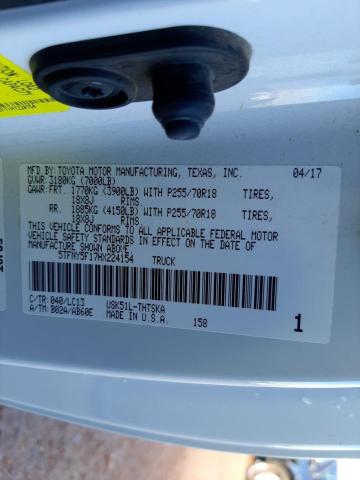 MFD. BY: TOYOTA MOTOR MANUFACTURING, TEXAS, INC. 04/17
GVWR: 3180KG (7000LB)
GAWR: FRT. 1770KG (3900LB) WITH P255/70R18 TIRES,
18X8J RIMS.
RR. 1885KG (4150LB) WITH P255/70R18 TIRES,
18X8J RIMS.
THIS VEHICLE CONFORMS TO ALL APPLICABLE FEDERAL MOTOR
VEHICLE SAFETY STANDARDS IN EFFECT ON THE DATE OF
MANUFACTURE SHOWN ABOVE.
5TFNY5F17HX224154 TRUCK
C/TR: 040/LC13 USK51L-THTSKA
A/TM: B02A/AB60E MADE IN U.S.A. 158 1